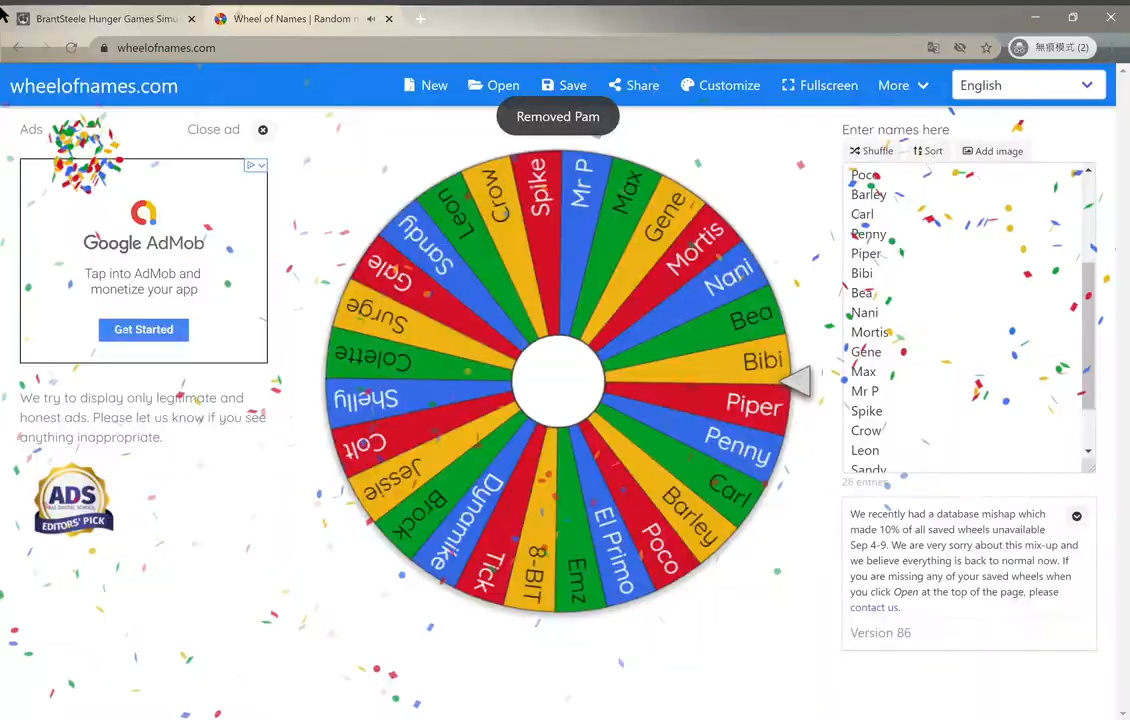 BrantSteele Hunger Games Simu
Wheel of Names | Random n
wheelofnames.com
無痕模式 (2)
wheelofnames.com
New
Open
Save
Share
Customize
Fullscreen
More
English
Removed Pam
Ads
Close ad
Google AdMob
Tap into AdMob and
monetize your app
Get Started
We try to display only legitimate and
honest ads. Please let us know if you see
anything inappropriate.
ADS
EDITORS' PICK
Spike
Mr P
Max
Gene
Mortis
Nani
Bea
Bibi
Piper
Penny
Carl
Barley
Poco
El Primo
Emz
8-BIT
Tick
Dynamike
Brock
Jessie
Colt
Shelly
Colette
Surge
Gale
Sandy
Leon
Crow
Enter names here
Shuffle
Sort
Add image
Poco
Barley
Carl
Penny
Piper
Bibi
Bea
Nani
Mortis
Gene
Max
Mr P
Spike
Crow
Leon
Sandy
28 entries
We recently had a database mishap which
made 10% of all saved wheels unavailable
Sep 4-9. We are very sorry about this mix-up and
we believe everything is back to normal now. If
you are missing any of your saved wheels when
you click Open at the top of the page, please
contact us.
Version 86